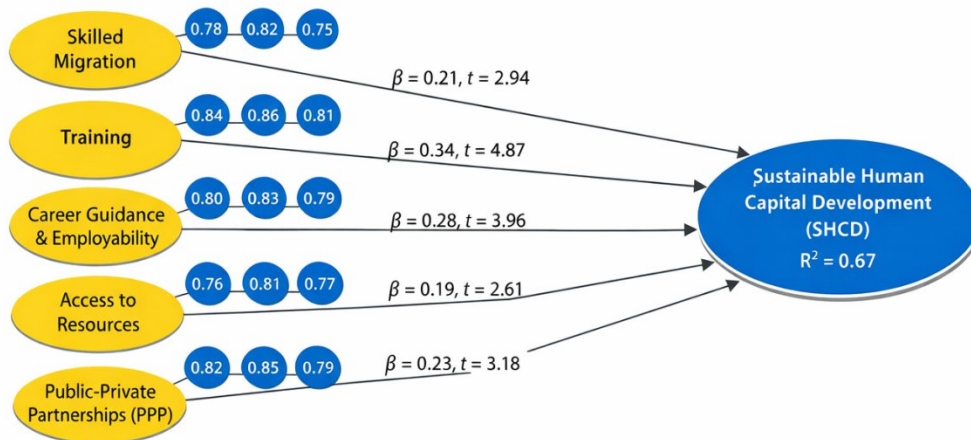 0.78 0.82 0.75
Skilled
Migration
β = 0.21, t = 2.94
0.84 0.86 0.81
Training
β = 0.34, t = 4.87
0.80 0.83 0.79
Career Guidance
& Employability
β = 0.28, t = 3.96
0.76 0.81 0.77
Access to
Resources
β = 0.19, t = 2.61
0.82 0.85 0.79
Public-Private
Partnerships (PPP)
β = 0.23, t = 3.18
Sustainable Human
Capital Development
(SHCD)
R² = 0.67